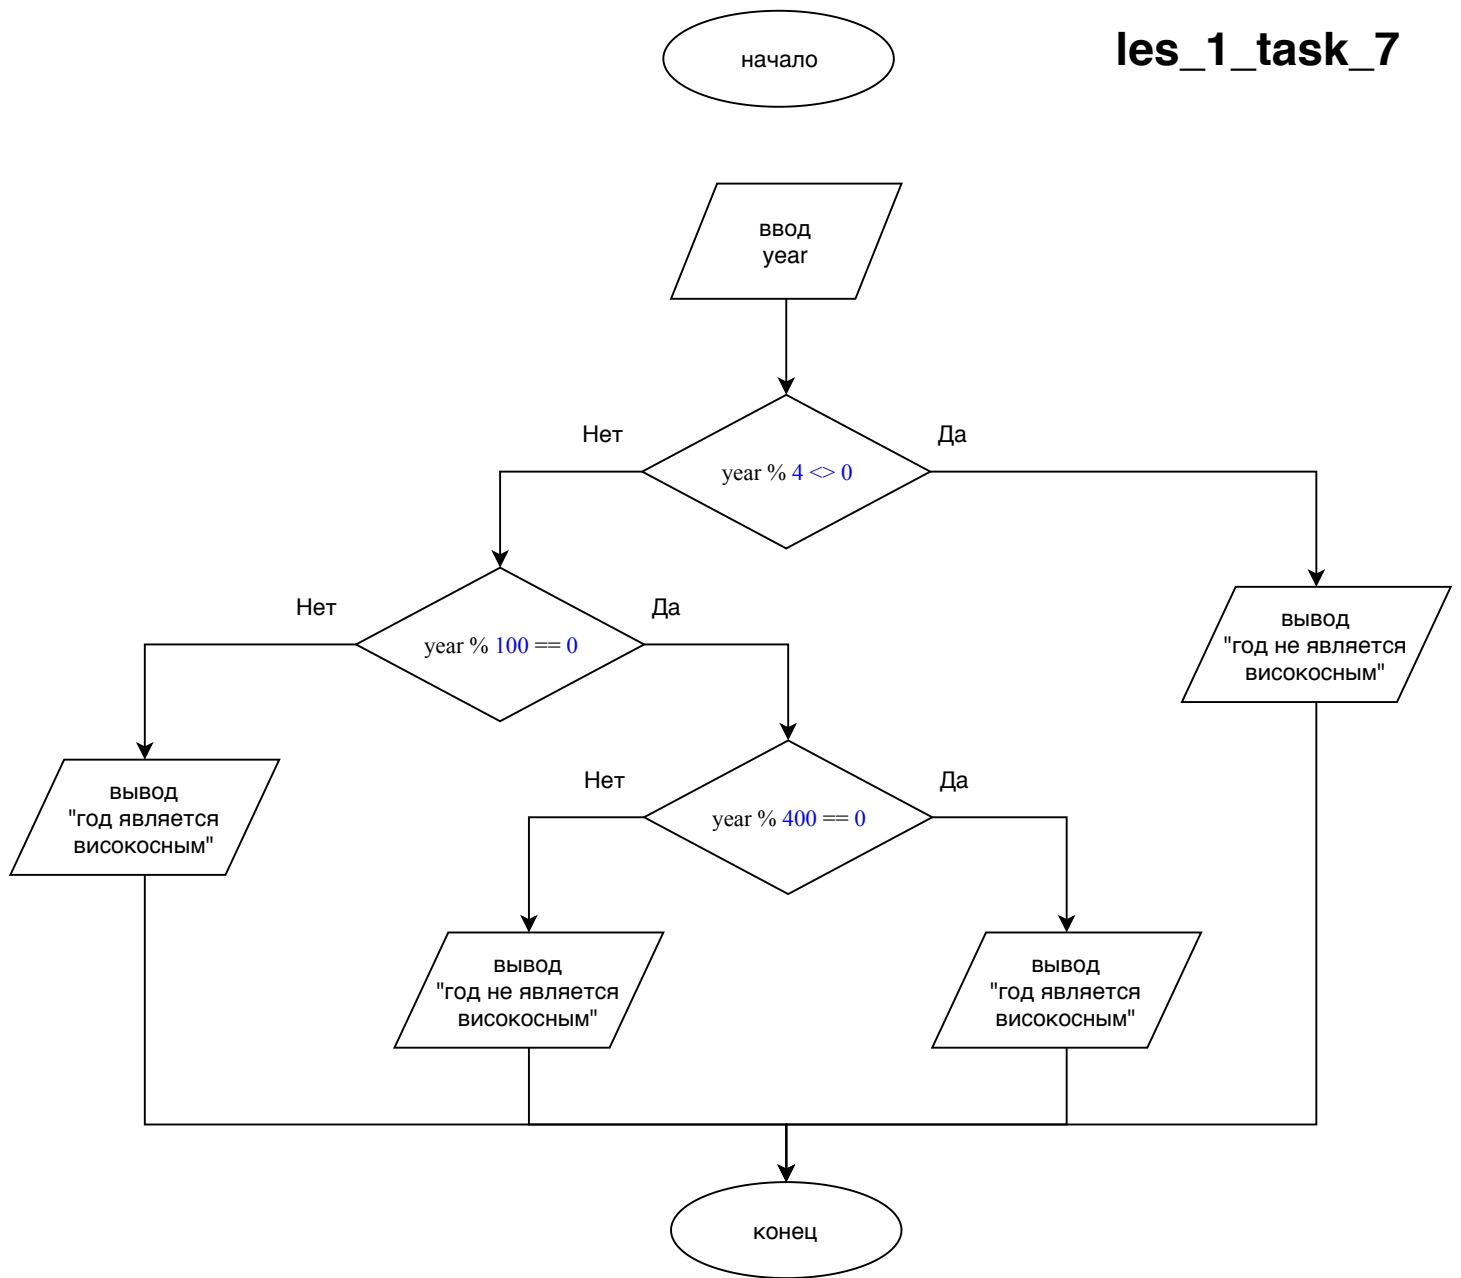 начало
les_1_task_7
ввод
year
Нет
Да
year % 4 <> 0
Нет
Да
year % 100 == 0
вывод
"год не является
високосным"
вывод
"год является
високосным"
Нет
Да
year % 400 == 0
вывод
"год не является
високосным"
вывод
"год является
високосным"
конец